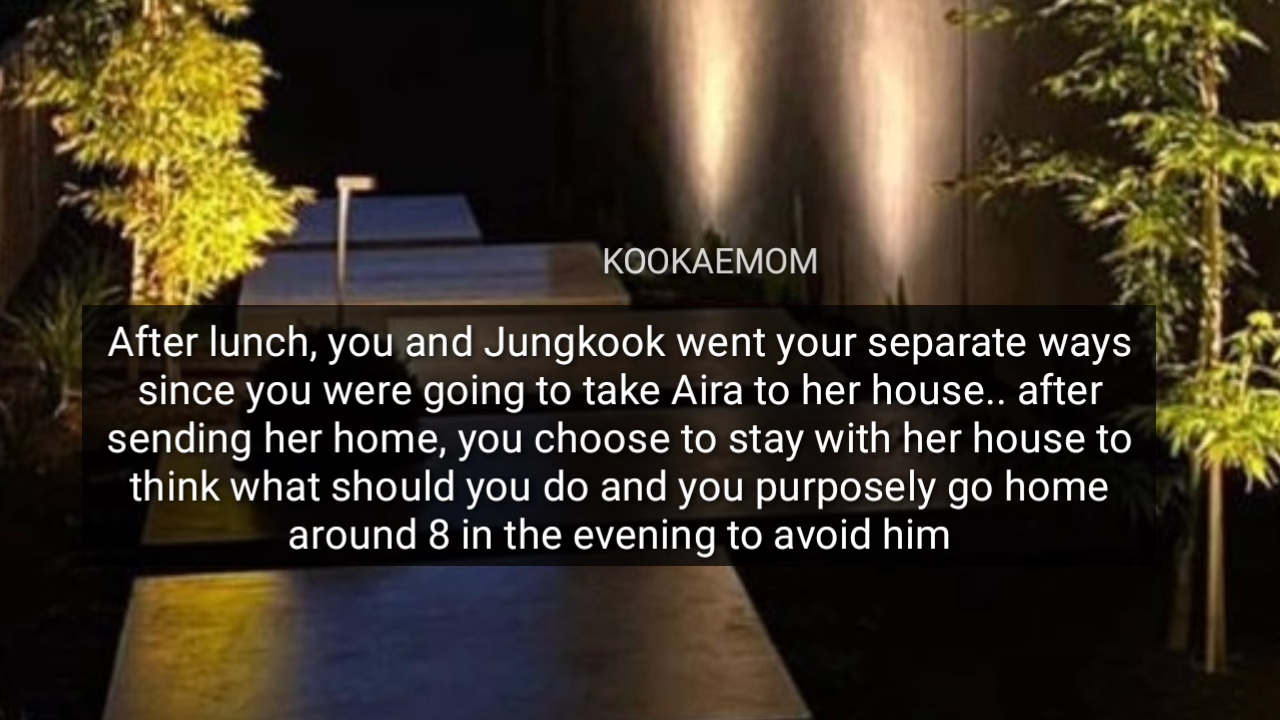 KOOKAEMOM
After lunch, you and Jungkook went your separate ways
since you were going to take Aira to her house.. after
sending her home, you choose to stay with her house to
think what should you do and you purposely go home
around 8 in the evening to avoid him